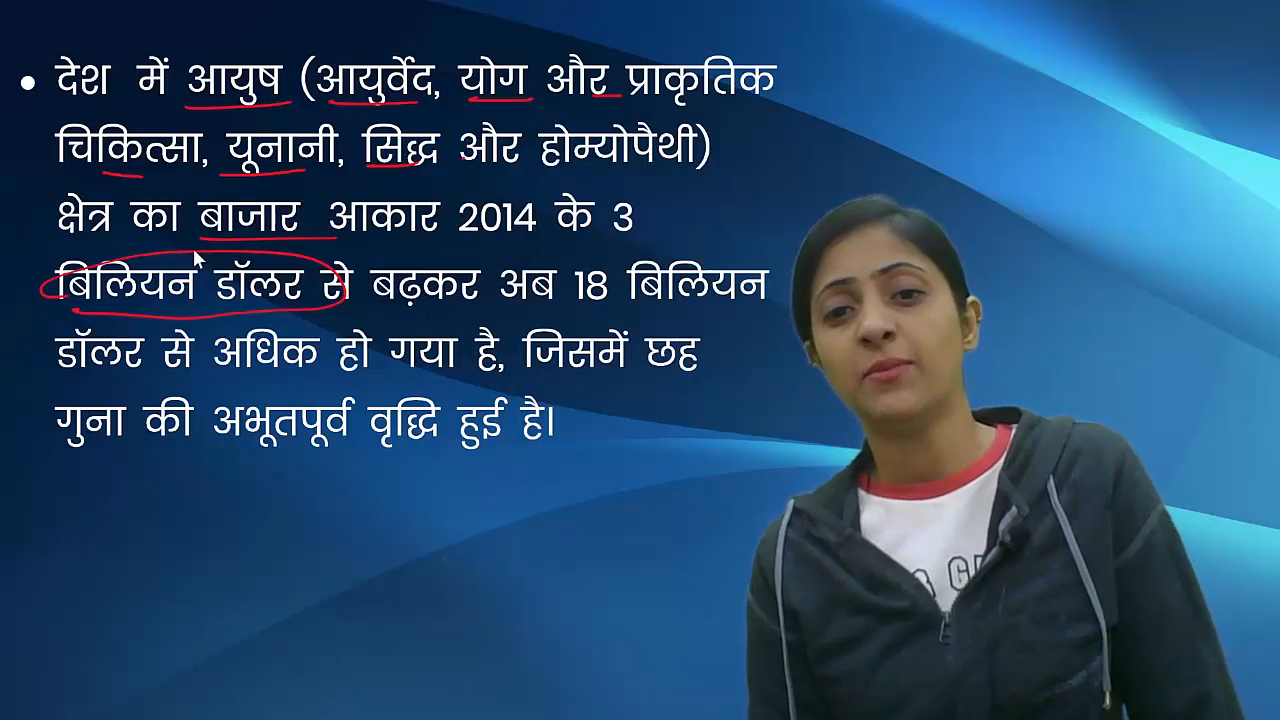 • देश में आयुष (आयुर्वेद, योग और प्राकृतिक
चिकित्सा, यूनानी, सिद्ध और होम्योपैथी)
क्षेत्र का बाजार आकार 2014 के 3
बिलियन डॉलर से बढ़कर अब 18 बिलियन
डॉलर से अधिक हो गया है, जिसमें छह
गुना की अभूतपूर्व वृद्धि हुई है।